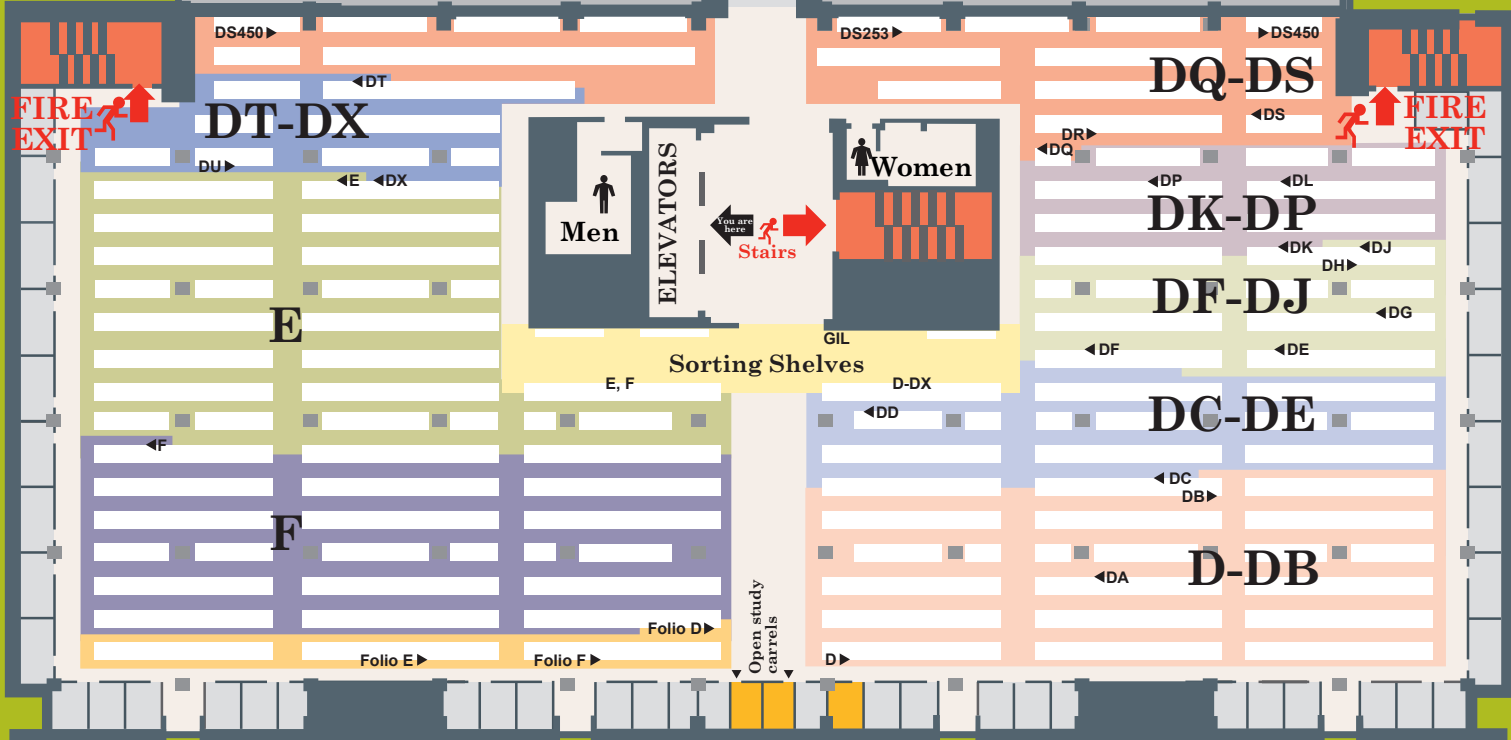 DS450
DS253
DS450
DT
DQ-DS
FIRE
EXIT
DT-DX
FIRE
EXIT
DS
DR
DQ
DU
Women
E
DX
DP
DL
ELEVATORS
Men
You are
here
Stairs
DK-DP
DK
DJ
DH
DF-DJ
DG
E
GIL
DF
DE
Sorting Shelves
E, F
D-DX
DD
DC-DE
F
DC
DB
F
DA
D-DB
Open study
carrels
Folio D
Folio E
Folio F
D